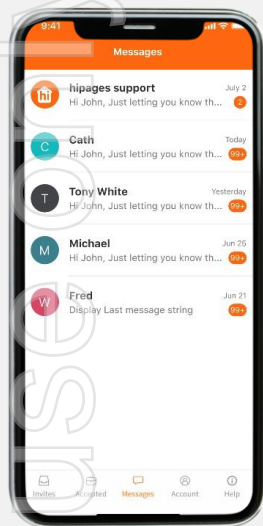 9:41
Messages
hi
hipages support
July 2
Hi John, Just letting you know th...
2
C
Cath
Today
Hi John, Just letting you know th...
99+
T
Tony White
Yesterday
Hi John, Just letting you know th...
99+
M
Michael
Jun 25
Hi John, Just letting you know th...
99+
W
Fred
Jun 21
Display Last message string
99+
Invites
Accepted
Messages
Account
Help
use only